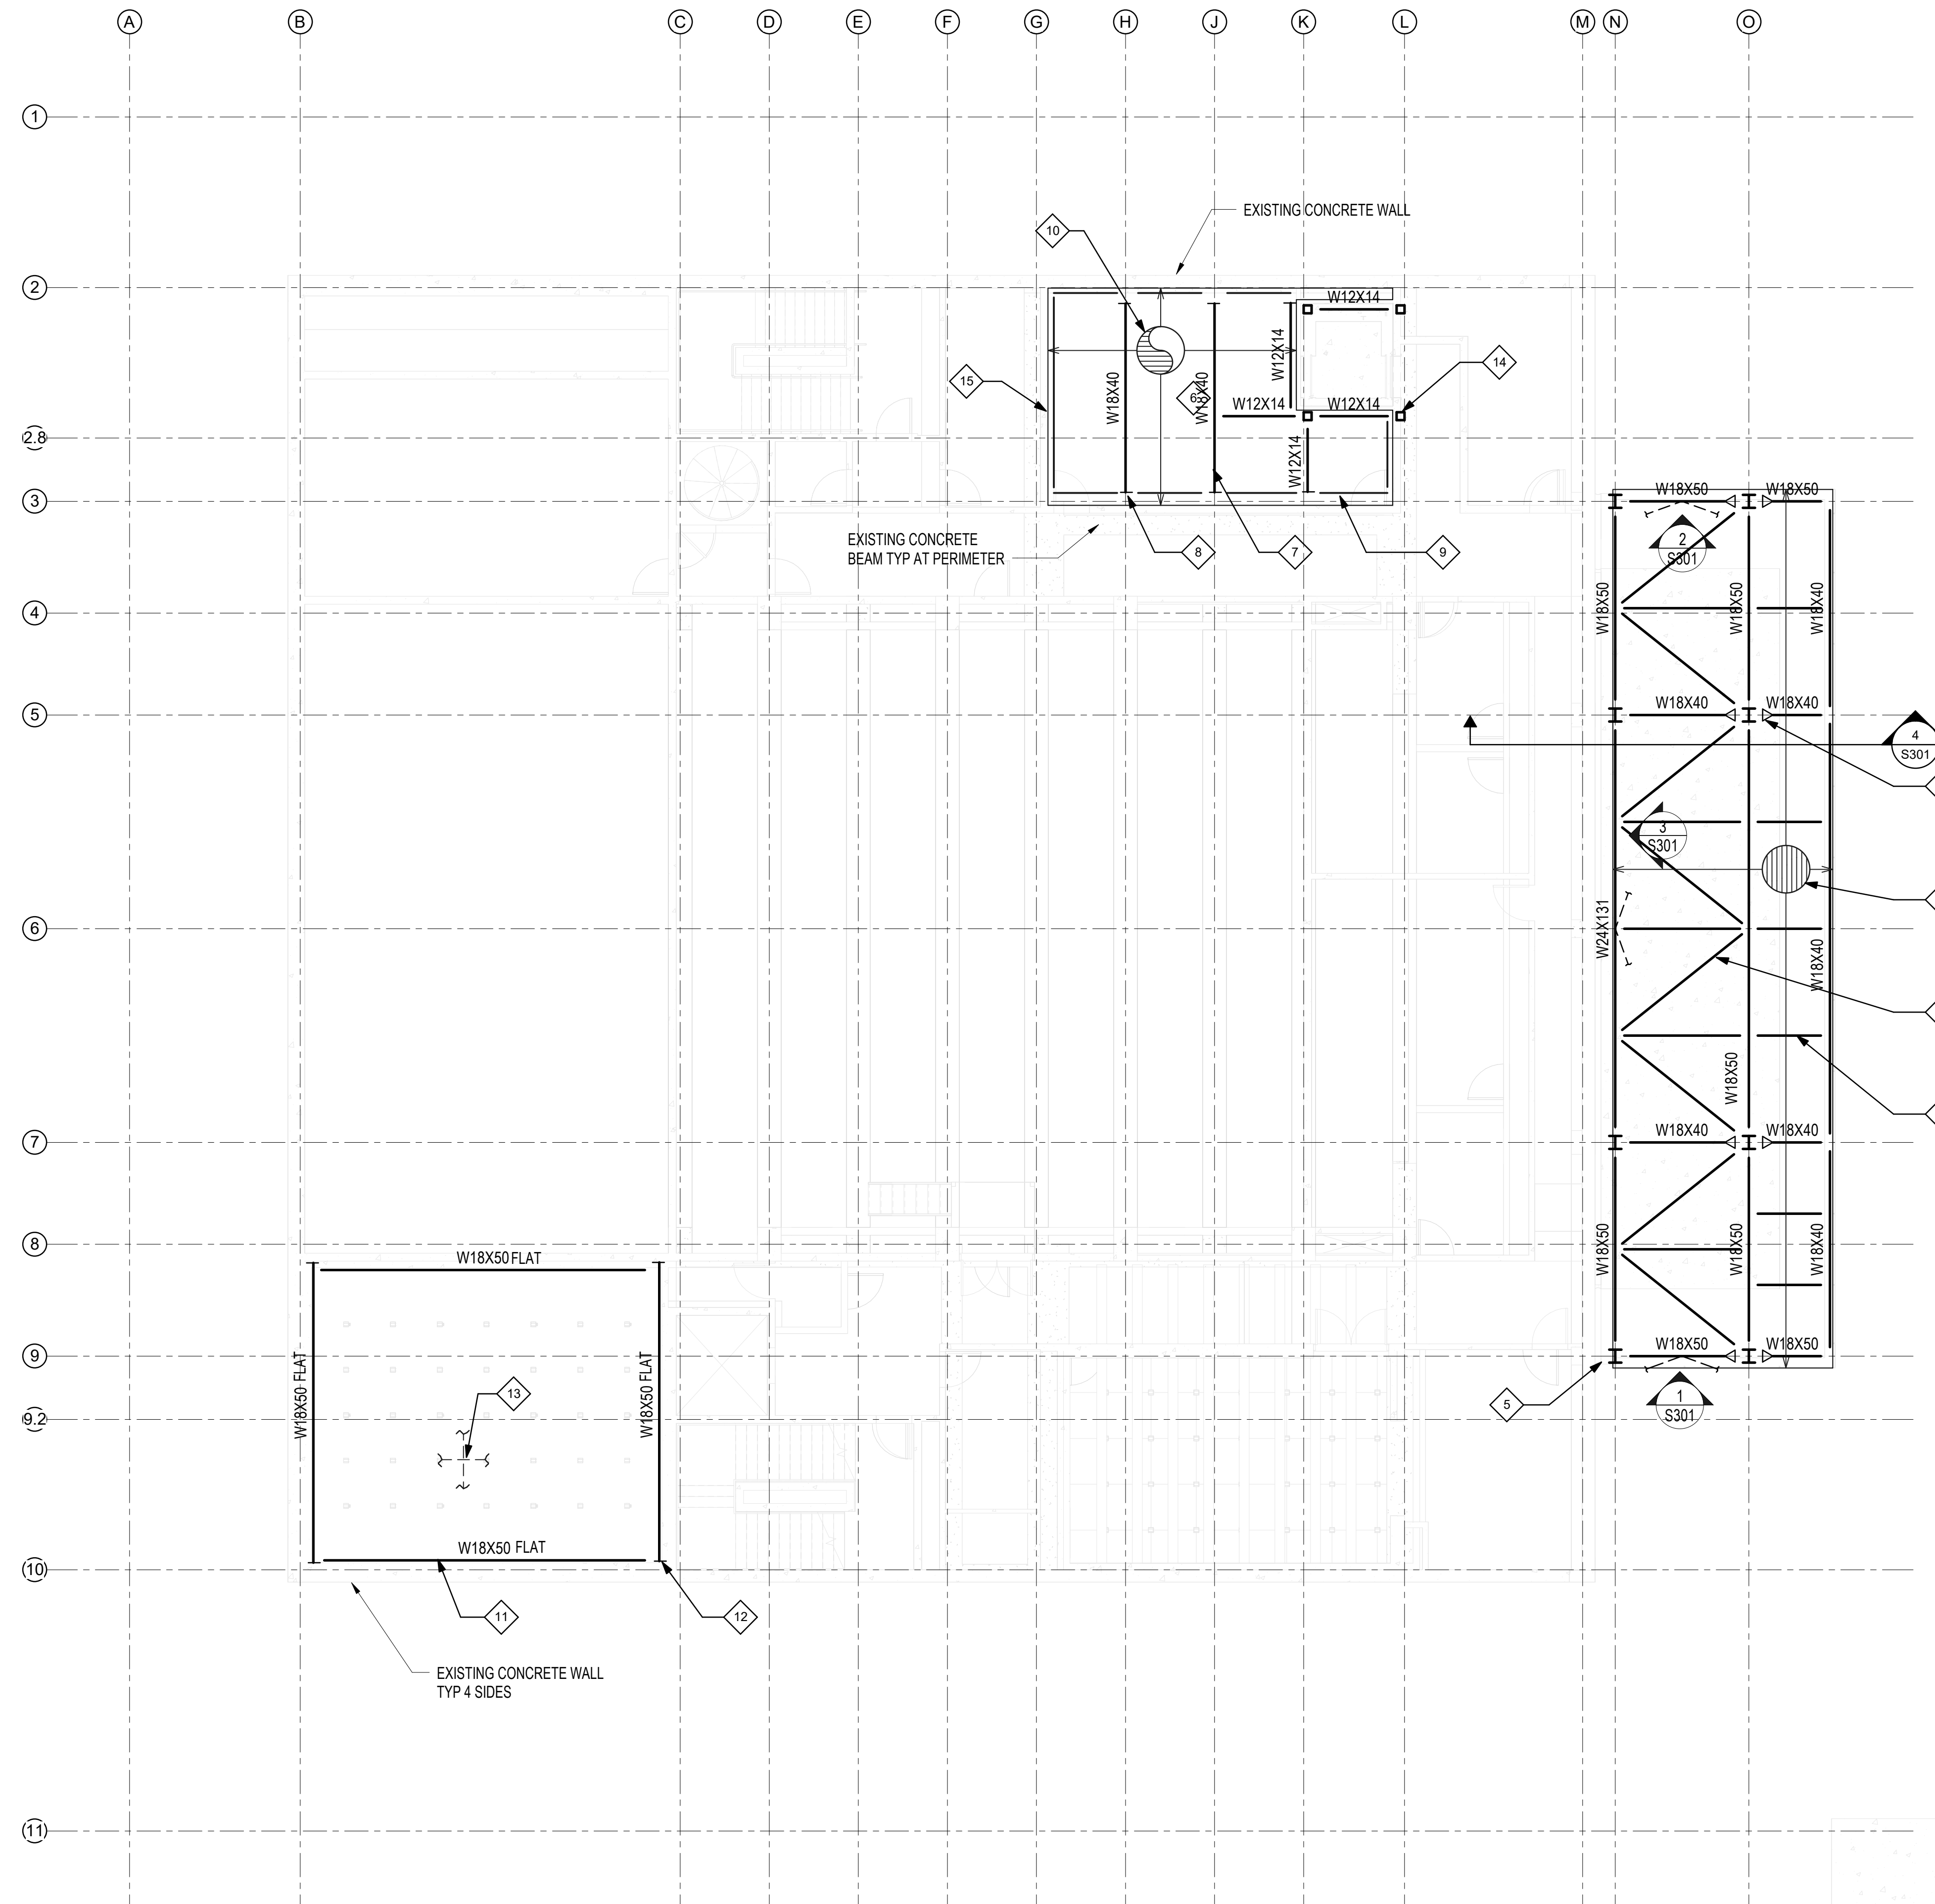 A B C D E F G H J K L M N O
1
EXISTING CONCRETE WALL
10
2
W12X14
W12X14
14
15
W18X40
6
W18X40
W12X14
W12X14
2.8
W12X14
3
W18X50
W18X50
EXISTING CONCRETE
BEAM TYP AT PERIMETER
8
7
9
2
S301
4
W18X50
W18X50
W18X40
5
W18X40
W18X40
4
S301
3
S301
6
W24X131
W18X40
W18X50
7
W18X40
W18X40
8
W18X50 FLAT
W18X50
W18X50
W18X40
9
W18X50
W18X50
W18X50 FLAT
W18X50 FLAT
13
5
1
S301
9.2
W18X50 FLAT
10
11
12
EXISTING CONCRETE WALL
TYP 4 SIDES
11